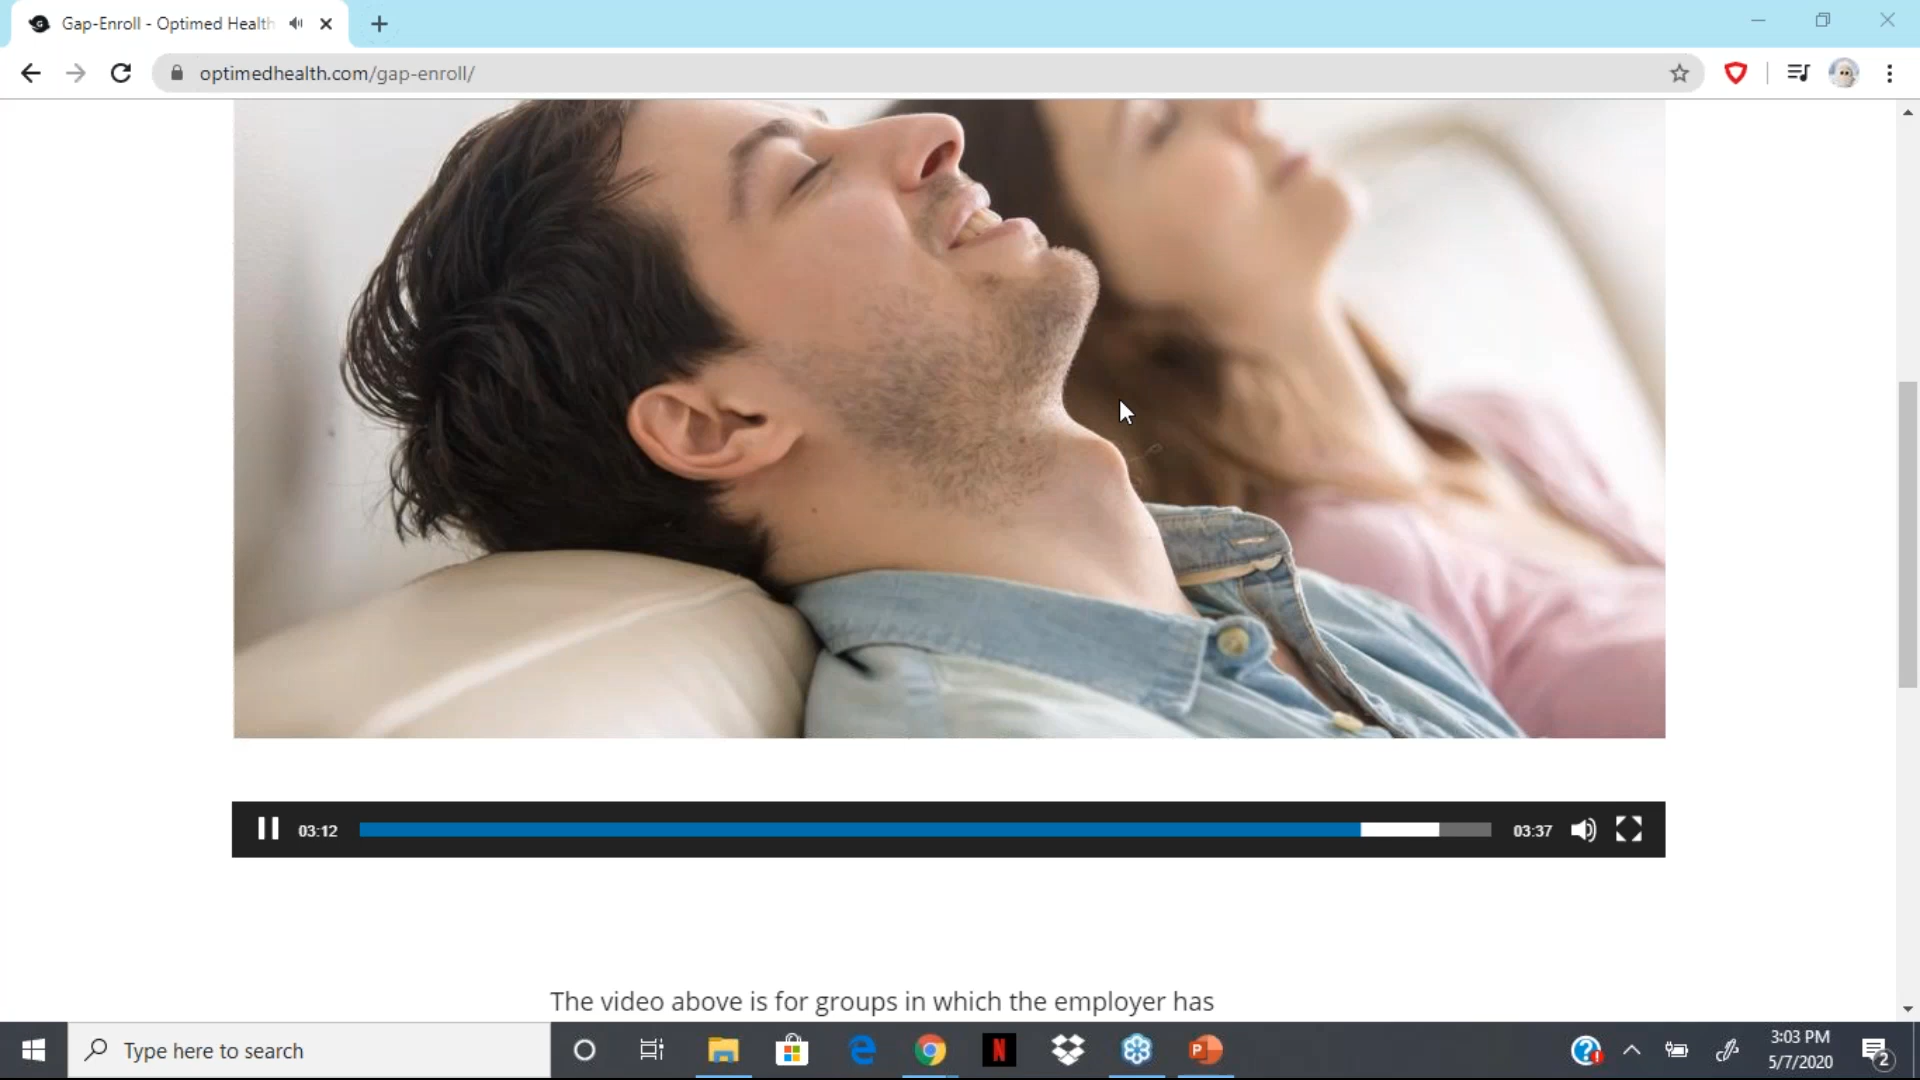 Gap-Enroll - Optimed Health
optimedhealth.com/gap-enroll/
03:12
03:37
The video above is for groups in which the employer has
Type here to search
3:03 PM
5/7/2020
2